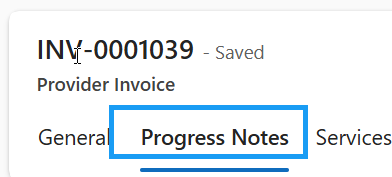 INV-0001039 - Saved
Provider Invoice
General Progress Notes Services